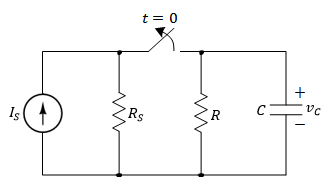 t = 0
I_S
R_S
R
C
+
v_C
−